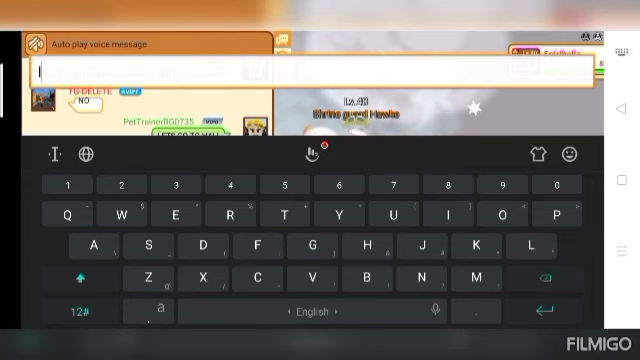 Auto play voice message
TG-DELETE
NO
PetTrainerBG0735
LETS GO TO HALL
Lv.40
Shrine guard Hawke
1 2 3 4 5 6 7 8 9 0
Q W E R T Y U I O P
A S D F G H J K L
Z X C V B N M
12# a English .
FILMIGO